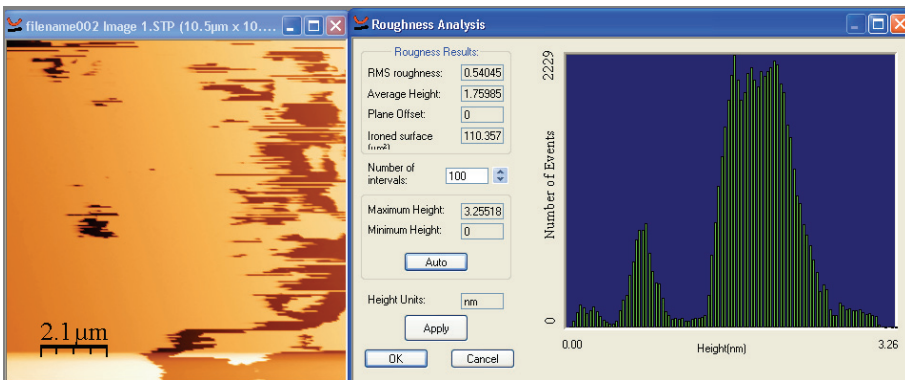 filename002 Image 1.STP (10.5µm x 10....
2.1µm
Roughness Analysis
Rougness Results:
RMS roughness: 0.54045
Average Height: 1.75985
Plane Offset: 0
Ironed surface 110.357
(µm²)
Number of
intervals: 100
Maximum Height: 3.25518
Minimum Height: 0
Auto
Height Units: nm
Apply
OK Cancel
2229
Number of Events
0
0.00 Height(nm) 3.26